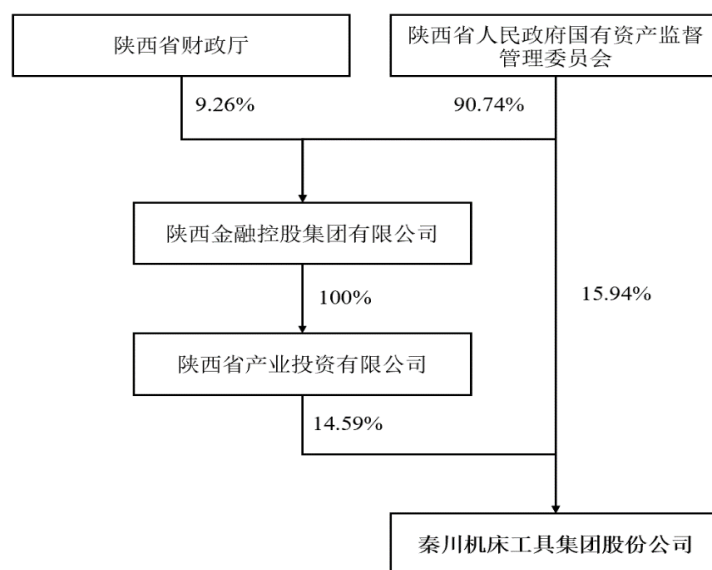 陕西省财政厅
陕西省人民政府国有资产监督
管理委员会
9.26%
90.74%
陕西金融控股集团有限公司
100%
15.94%
陕西省产业投资有限公司
14.59%
秦川机床工具集团股份公司